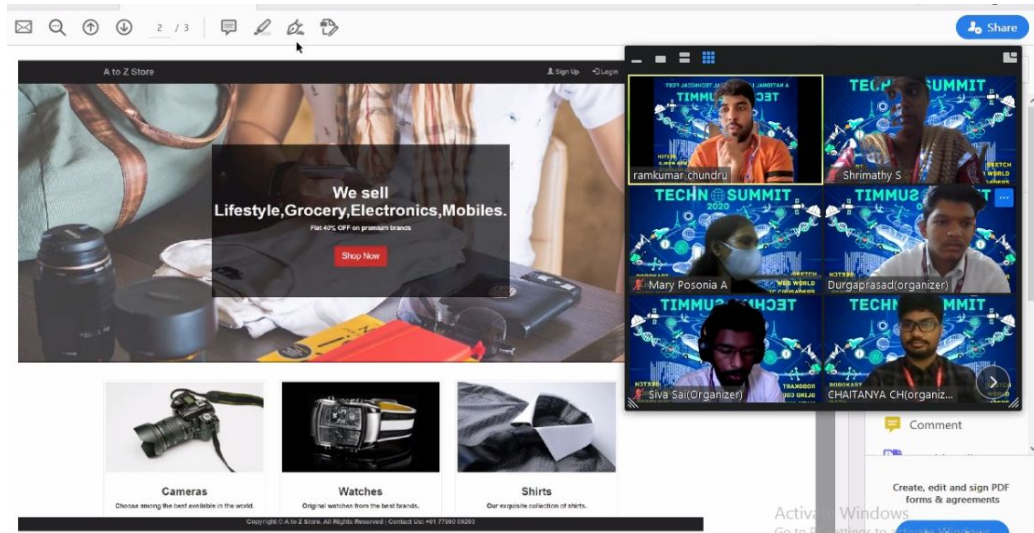 2 / 3
Share
A to Z Store
Sign Up
Login
We sell
Lifestyle,Grocery,Electronics,Mobiles.
Flat 40% OFF on premium brands
Shop Now
Cameras
Choose among the best available in the world.
Watches
Original watches from the best brands.
Shirts
Our exquisite collection of shirts.
Copyright © A to Z Store. All Rights Reserved | Contact Us:
ramkumar chundru
Shrimathy S
TECHN SUMMIT
2020
Mary Posonia A
Durgaprasad(organizer)
Siva Sai(Organizer)
CHAITANYA CH(organiz...
Comment
Create, edit and sign PDF
forms & agreements
Activate Windows